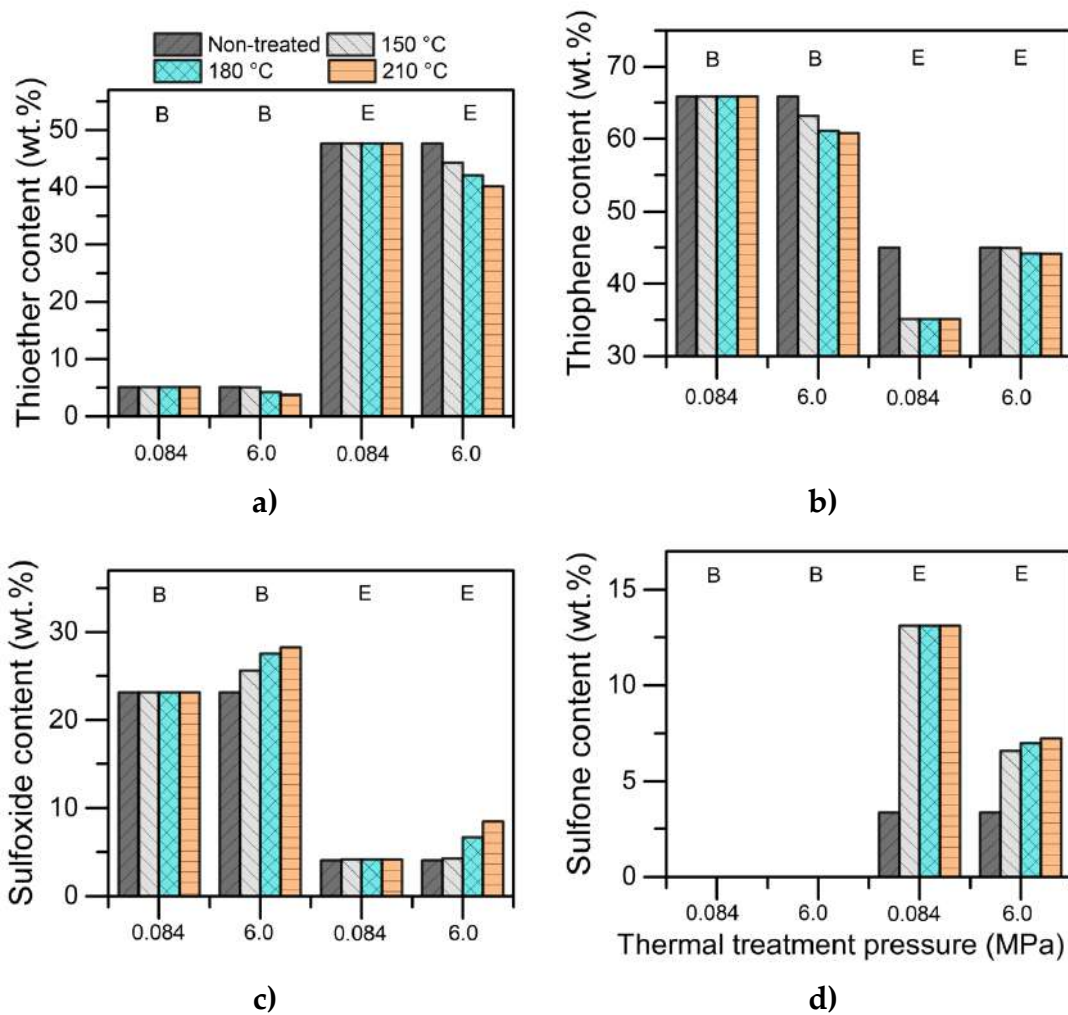 Non-treated 150 °C
180 °C 210 °C
Thioether content (wt.%)
B B E E
50
40
30
20
10
0
0.084 6.0 0.084 6.0
a)
Thiophene content (wt.%)
B B E E
70
60
50
40
30
0.084 6.0 0.084 6.0
b)
Sulfoxide content (wt.%)
B B E E
30
20
10
0
0.084 6.0 0.084 6.0
c)
Sulfone content (wt.%)
B B E E
15
10
5
0
0.084 6.0 0.084 6.0
Thermal treatment pressure (MPa)
d)